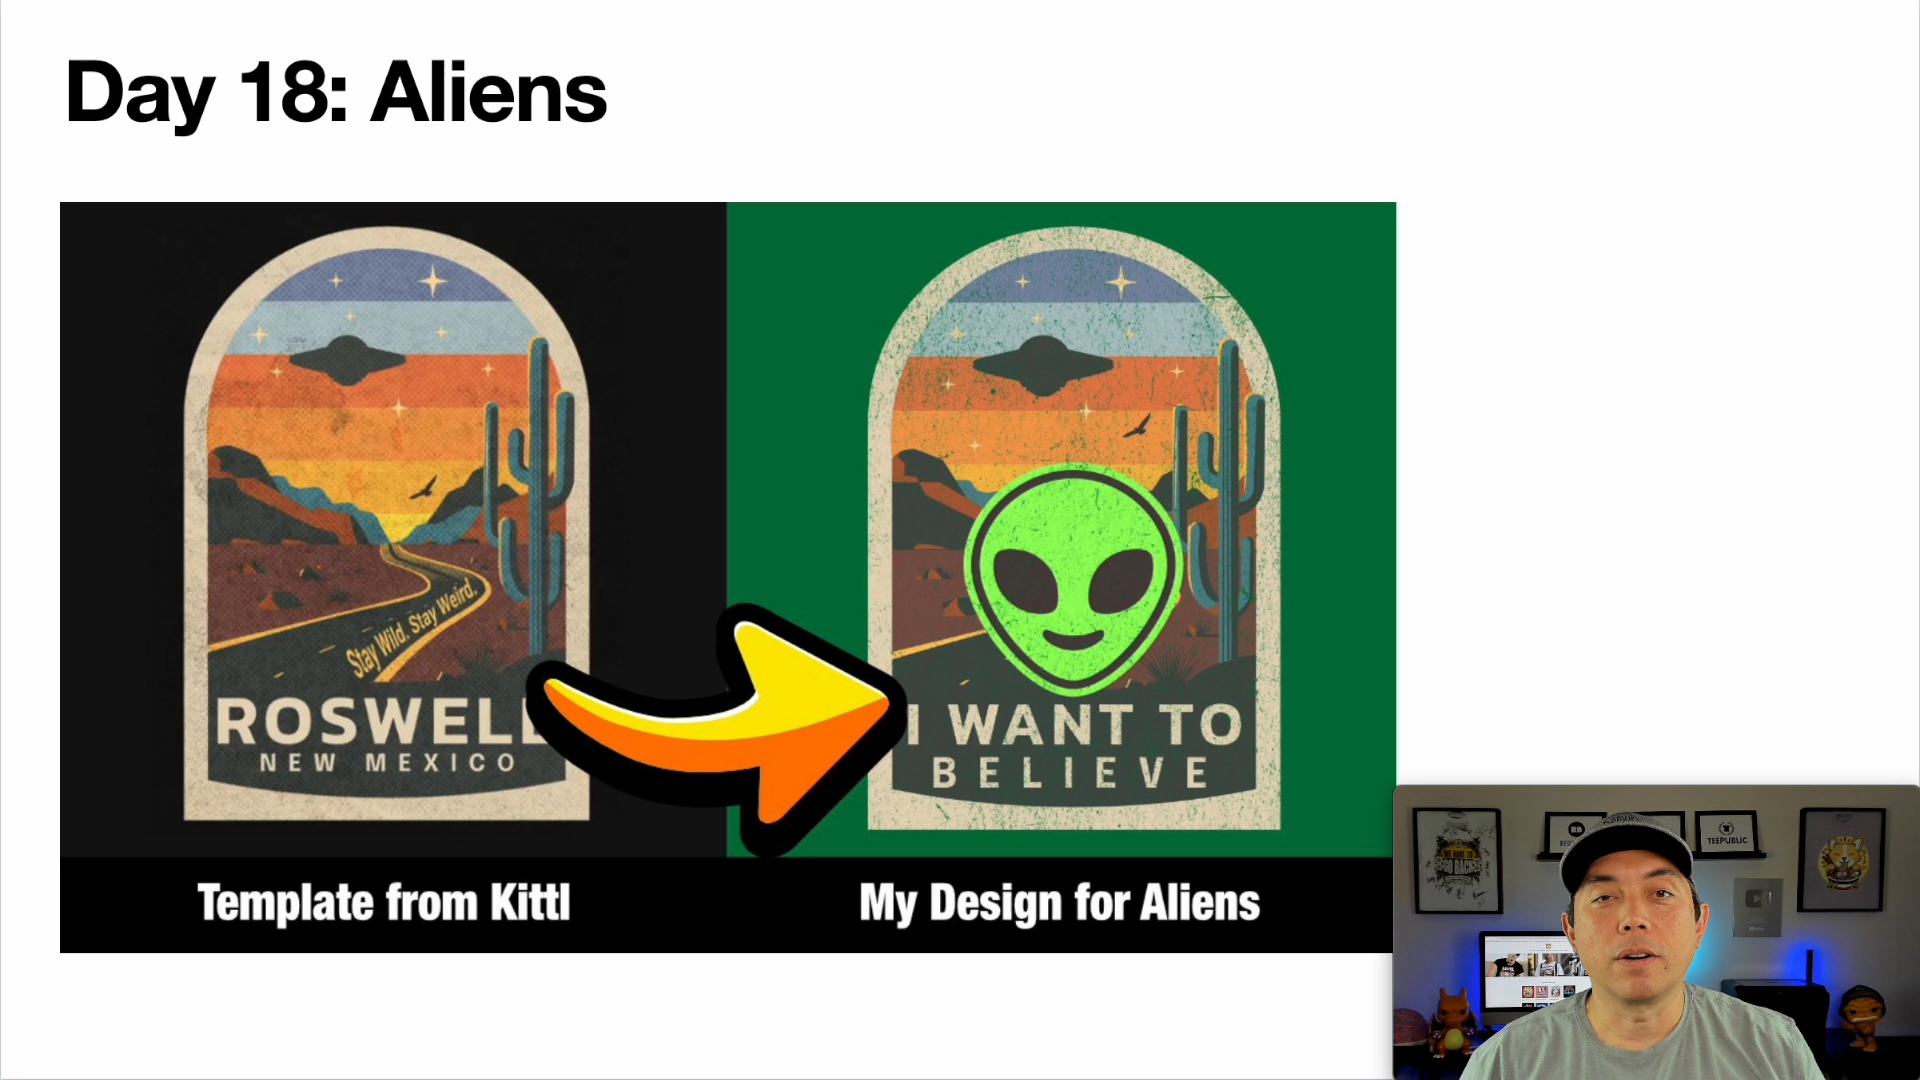 Day 18: Aliens
Stay Wild. Stay Weird.
ROSWELL
NEW MEXICO
I WANT TO
BELIEVE
Template from Kittl
My Design for Aliens
TEEPUBLIC